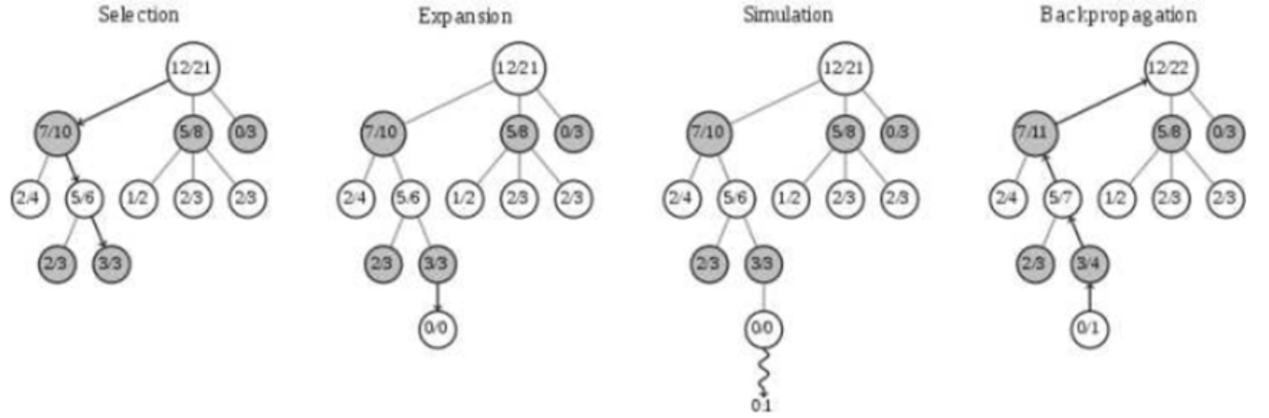 Selection Expansion Simulation Backpropagation
12/21 12/21 12/21 12/22
7/10 5/8 0/3 7/10 5/8 0/3 7/10 5/8 0/3 7/11 5/8 0/3
2/4 5/6 1/2 2/3 2/3 2/4 5/6 1/2 2/3 2/3 2/4 5/6 1/2 2/3 2/3 2/4 5/7 1/2 2/3 2/3
2/3 3/3 2/3 3/3 2/3 3/3 2/3 3/4
0/0 0/0 0/1
0:1